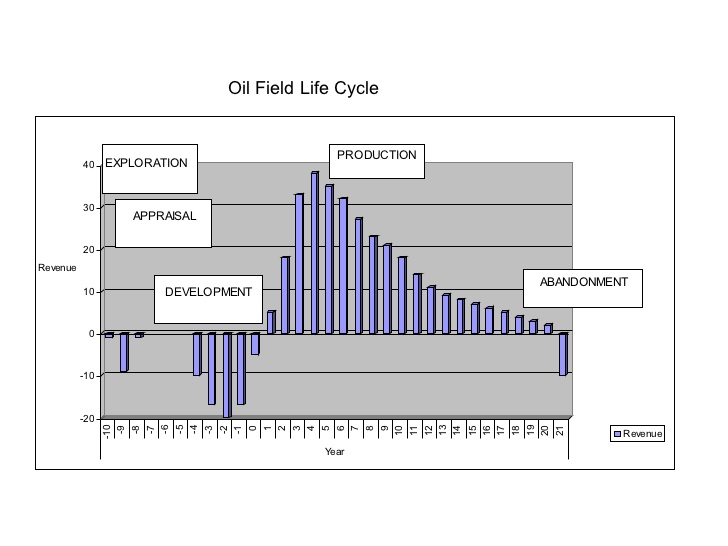 Oil Field Life Cycle
EXPLORATION
PRODUCTION
APPRAISAL
DEVELOPMENT
ABANDONMENT
Revenue
40
30
20
10
0
-10
-20
-10 -9 -8 -7 -6 -5 -4 -3 -2 -1 0 1 2 3 4 5 6 7 8 9 10 11 12 13 14 15 16 17 18 19 20 21
Year
Revenue